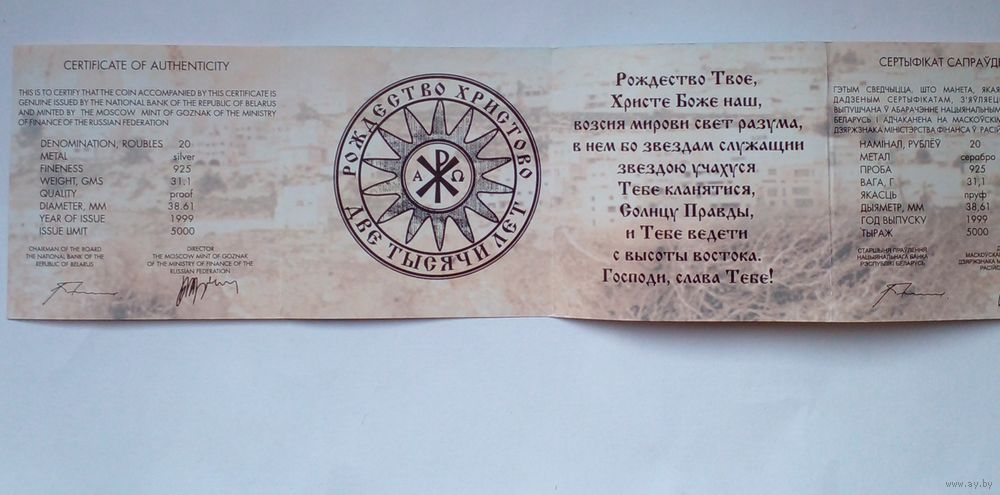 CERTIFICATE OF AUTHENTICITY
THIS IS TO CERTIFY THAT THE COIN ACCOMPANIED BY THIS CERTIFICATE IS
GENUINE ISSUED BY THE NATIONAL BANK OF THE REPUBLIC OF BELARUS
AND MINTED BY THE MOSCOW MINT OF GOZNAK OF THE MINISTRY
OF FINANCE OF THE RUSSIAN FEDERATION
DENOMINATION, ROUBLES 20
METAL silver
FINENESS 925
WEIGHT, GMS 31.1
QUALITY proof
DIAMETER, MM 38.61
YEAR OF ISSUE 1999
ISSUE LIMIT 5000
CHAIRMAN OF THE BOARD
THE NATIONAL BANK OF THE
REPUBLIC OF BELARUS
DIRECTOR
THE MOSCOW MINT OF GOZNAK
OF THE MINISTRY OF FINANCE OF THE
RUSSIAN FEDERATION
РОЖДЕСТВО ХРИСТОВО
ДВЕ ТЫСЯЧИ ЛЕТ
Α Ω
Рождество Твое,
Христе Боже наш,
возсия мирови свет разума,
в нем бо звездам служащии
звездою учахуся
Тебе кланятися,
Солнцу Правды,
и Тебе ведети
с высоты востока.
Господи, слава Тебе!
СЕРТЫФІКАТ
ГЭТЫМ СВЕДЧЫЦЦА, ШТО МАНЕТА, ЯКАЯ
ДАДЗЕНЫМ СЕРТЫФІКАТАМ,
ВЫПУШЧАНА Ў АБАРАЧЭННЕ НАЦЫЯНАЛЬНЫМ
БЕЛАРУСЬ І АДЧАКАНЕНА НА
ДЗЯРЖЗНАКА МІНІСТЭРСТВА ФІНАНСАЎ
НАМІНАЛ, РУБЛЁЎ 20
МЕТАЛ серабро
ПРОБА 925
ВАГА, Г 31,1
ЯКАСЦЬ пруф
ДЫЯМЕТР, ММ 38,61
ГОД ВЫПУСКУ 1999
ТЫРАЖ 5000
СТАРШЫНЯ ПРАЎЛЕННЯ
НАЦЫЯНАЛЬНАГА БАНКА
РЭСПУБЛІКІ БЕЛАРУСЬ
www.ay.by